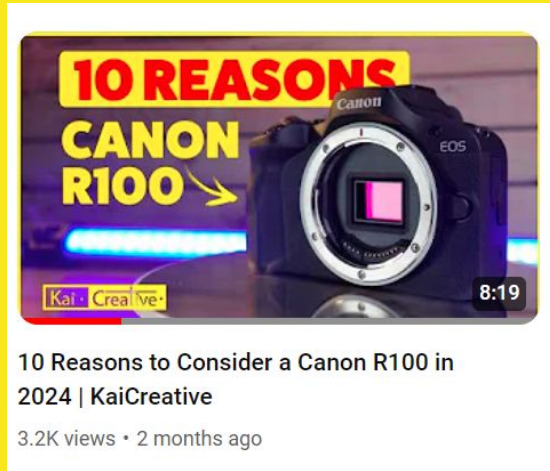 10 REASONS
CANON
R100
Canon
EOS
Kai· Creative·
8:19
10 Reasons to Consider a Canon R100 in
2024 | KaiCreative
3.2K views • 2 months ago